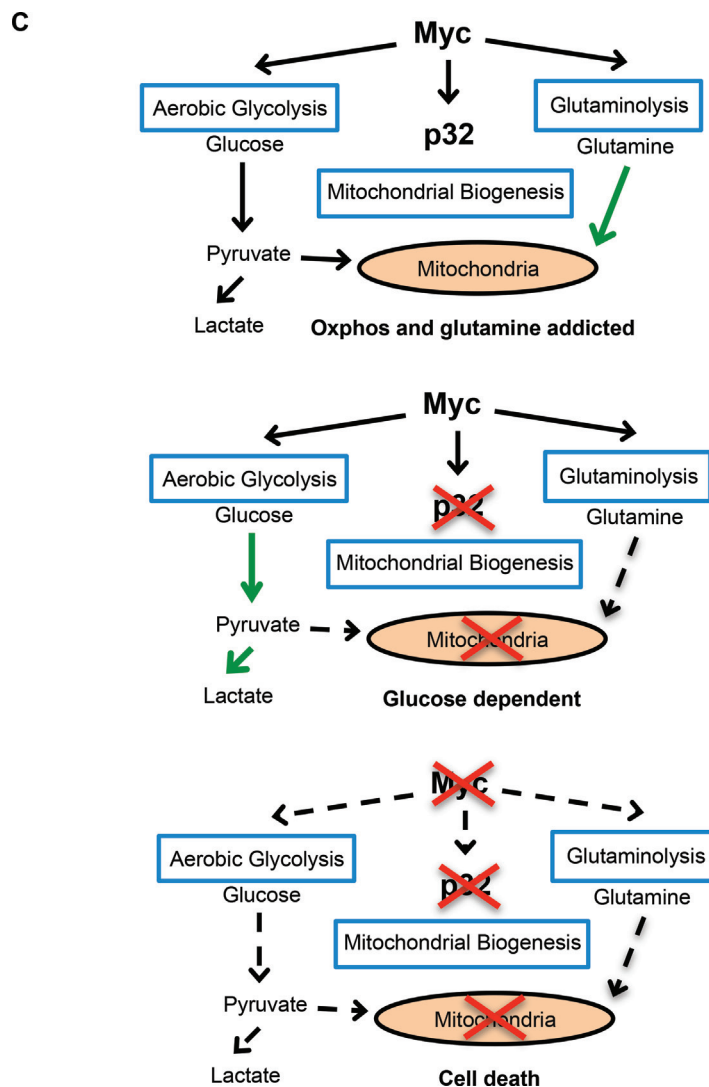 C
Myc
Aerobic Glycolysis
Glutaminolysis
Glucose
p32
Glutamine
Mitochondrial Biogenesis
Pyruvate
Mitochondria
Lactate
Oxphos and glutamine addicted
Myc
Aerobic Glycolysis
Glutaminolysis
Glucose
p32
Glutamine
Mitochondrial Biogenesis
Pyruvate
Mitochondria
Lactate
Glucose dependent
Myc
Aerobic Glycolysis
Glutaminolysis
Glucose
p32
Glutamine
Mitochondrial Biogenesis
Pyruvate
Mitochondria
Lactate
Cell death